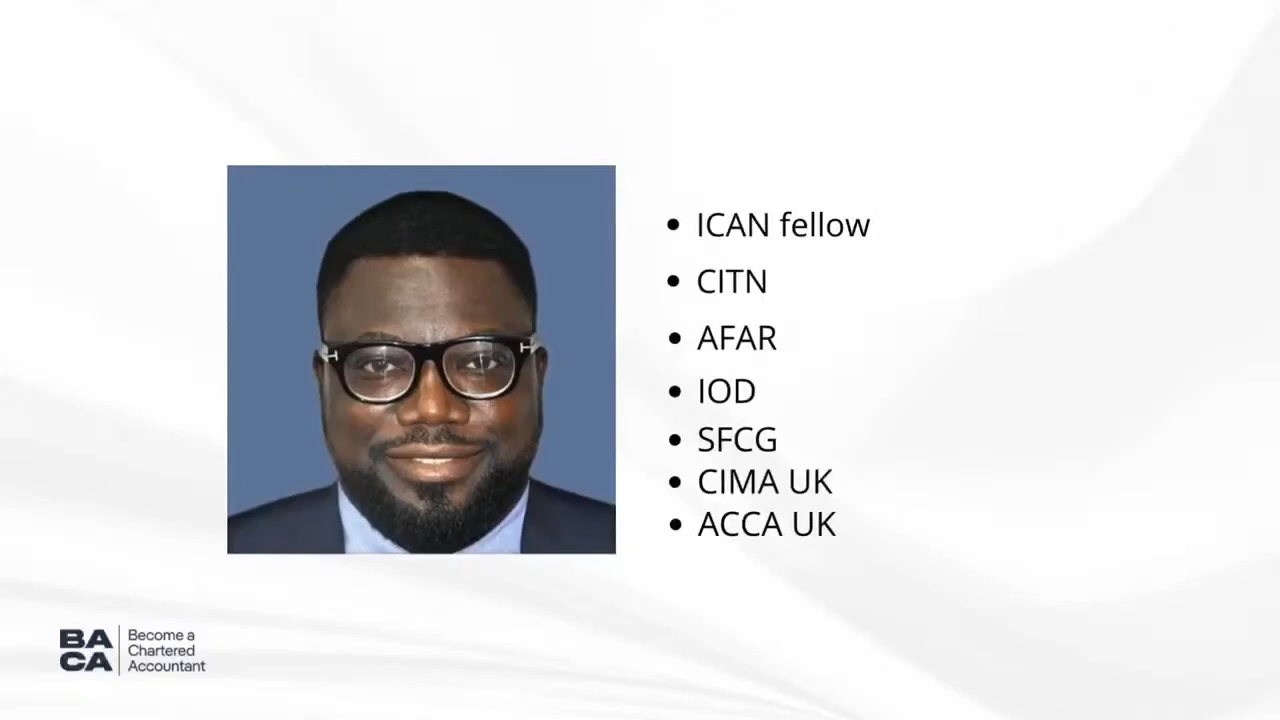 ICAN fellow
CITN
AFAR
IOD
SFCG
CIMA UK
ACCA UK
BA
CA
Become a
Chartered
Accountant